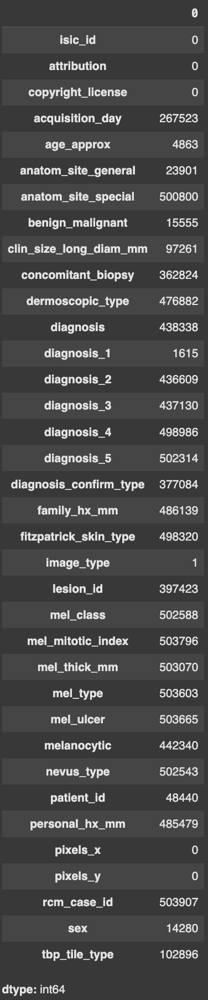 0
isic_id 0
attribution 0
copyright_license 0
acquisition_day 267523
age_approx 4863
anatom_site_general 23901
anatom_site_special 500800
benign_malignant 15555
clin_size_long_diam_mm 97261
concomitant_biopsy 362824
dermoscopic_type 476882
diagnosis 438338
diagnosis_1 1615
diagnosis_2 436609
diagnosis_3 437130
diagnosis_4 498986
diagnosis_5 502314
diagnosis_confirm_type 377084
family_hx_mm 486139
fitzpatrick_skin_type 498320
image_type 1
lesion_id 397423
mel_class 502588
mel_mitotic_index 503796
mel_thick_mm 503070
mel_type 503603
mel_ulcer 503665
melanocytic 442340
nevus_type 502543
patient_id 48440
personal_hx_mm 485479
pixels_x 0
pixels_y 0
rcm_case_id 503907
sex 14280
tbp_tile_type 102896
dtype: int64